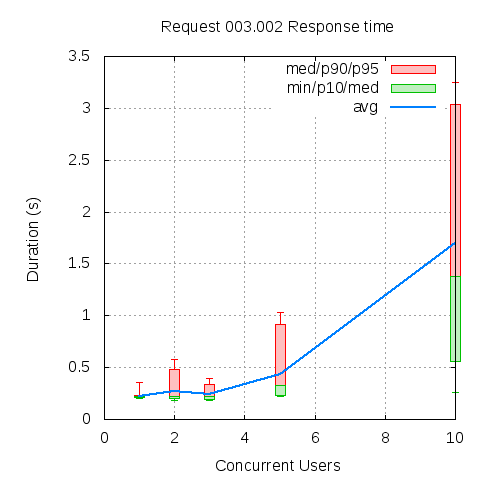 Request 003.002 Response time
3.5
3
2.5
2
1.5
1
0.5
0
Duration (s)
med/p90/p95
min/p10/med
avg
0 2 4 6 8 10
Concurrent Users